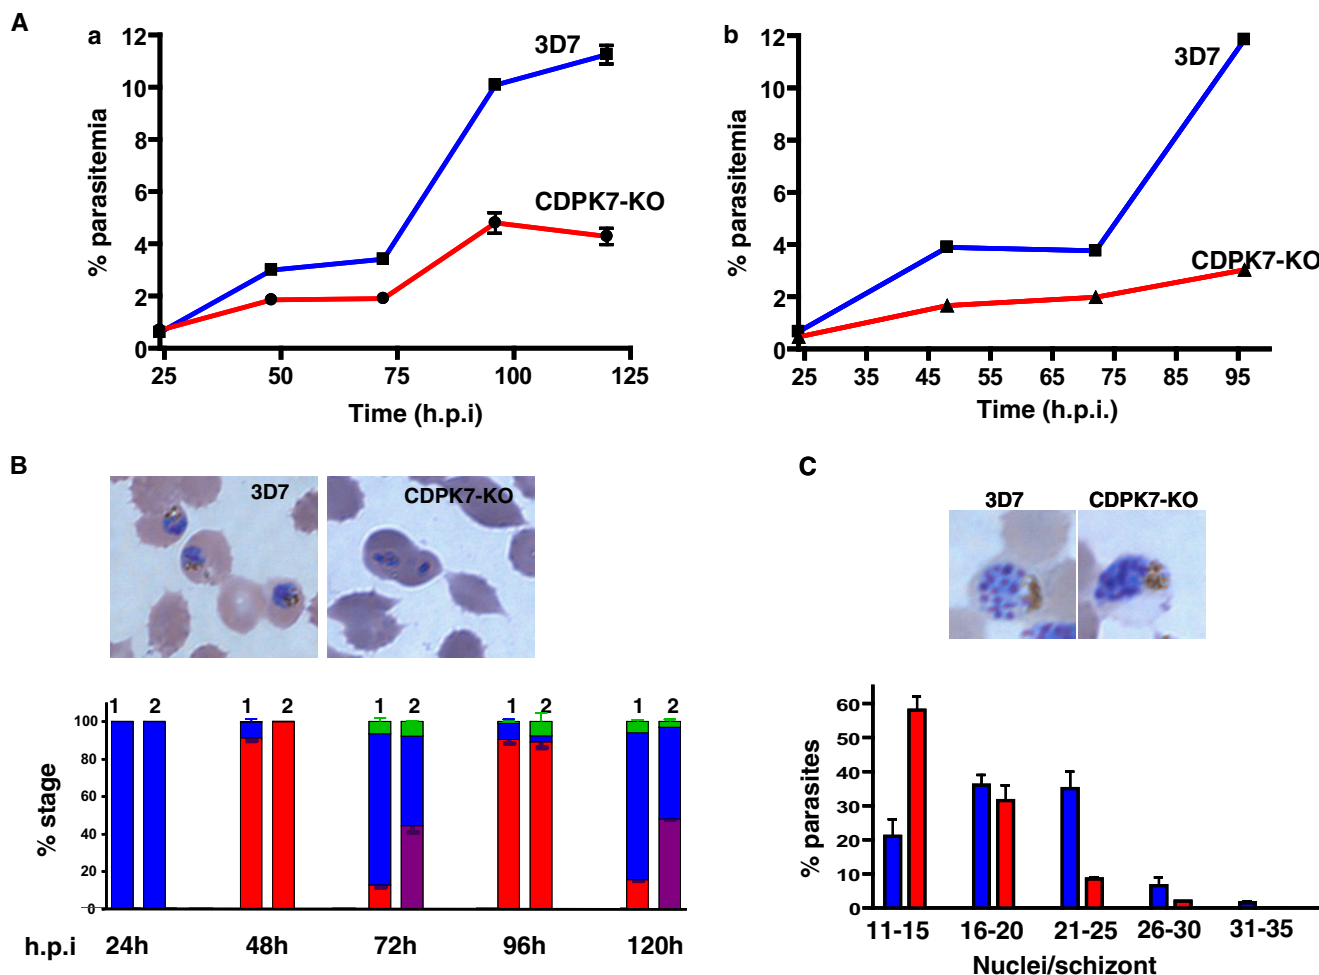 A
a
12
10
8
6
4
2
0
% parasitemia
3D7
CDPK7-KO
25
50
75
100
125
Time (h.p.i)
b
12
10
8
6
4
2
0
% parasitemia
3D7
CDPK7-KO
25
35
45
55
65
75
85
95
Time (h.p.i.)
B
3D7
CDPK7-KO
1 2 1 2 1 2 1 2 1 2
100
80
60
40
20
0
% stage
h.p.i 24h 48h 72h 96h 120h
C
3D7
CDPK7-KO
60
50
40
30
20
10
0
% parasites
11-15 16-20 21-25 26-30 31-35
Nuclei/schizont